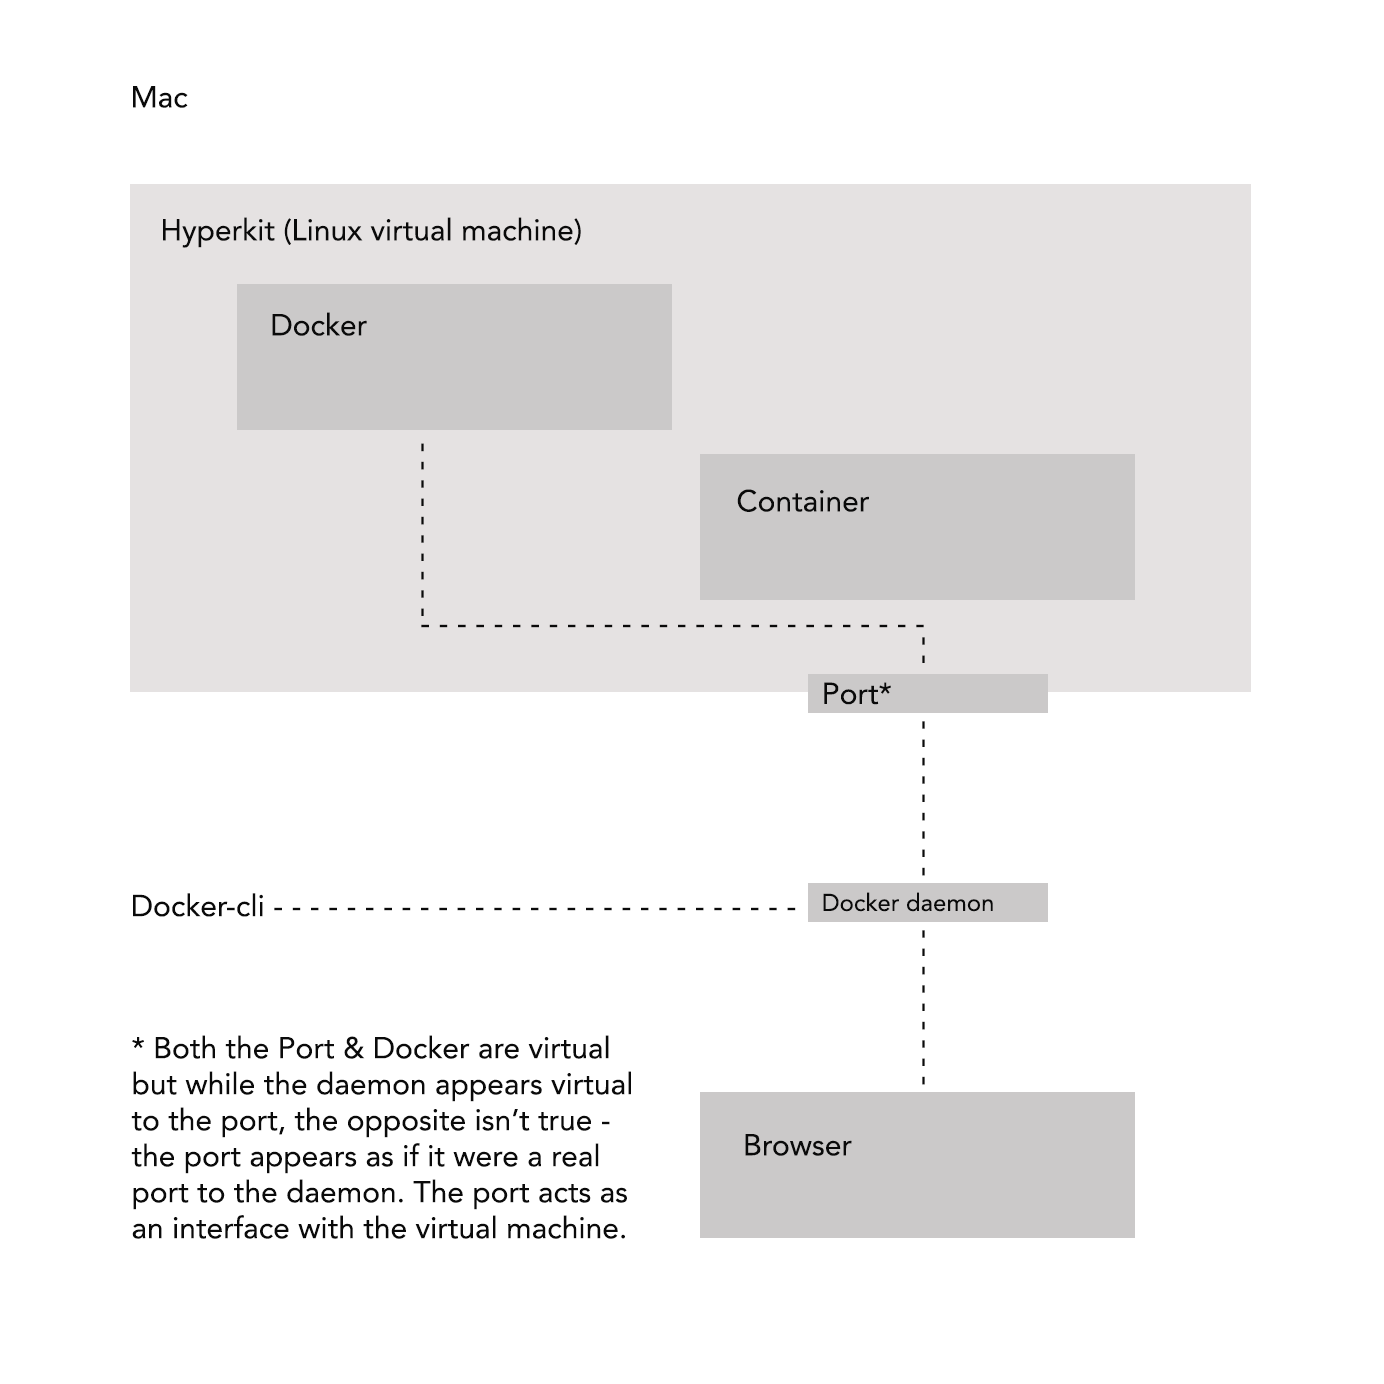 Mac
Hyperkit (Linux virtual machine)
Docker
Container
Port*
Docker-cli
Docker daemon
* Both the Port & Docker are virtual
but while the daemon appears virtual
to the port, the opposite isn’t true -
the port appears as if it were a real
port to the daemon. The port acts as
an interface with the virtual machine.
Browser